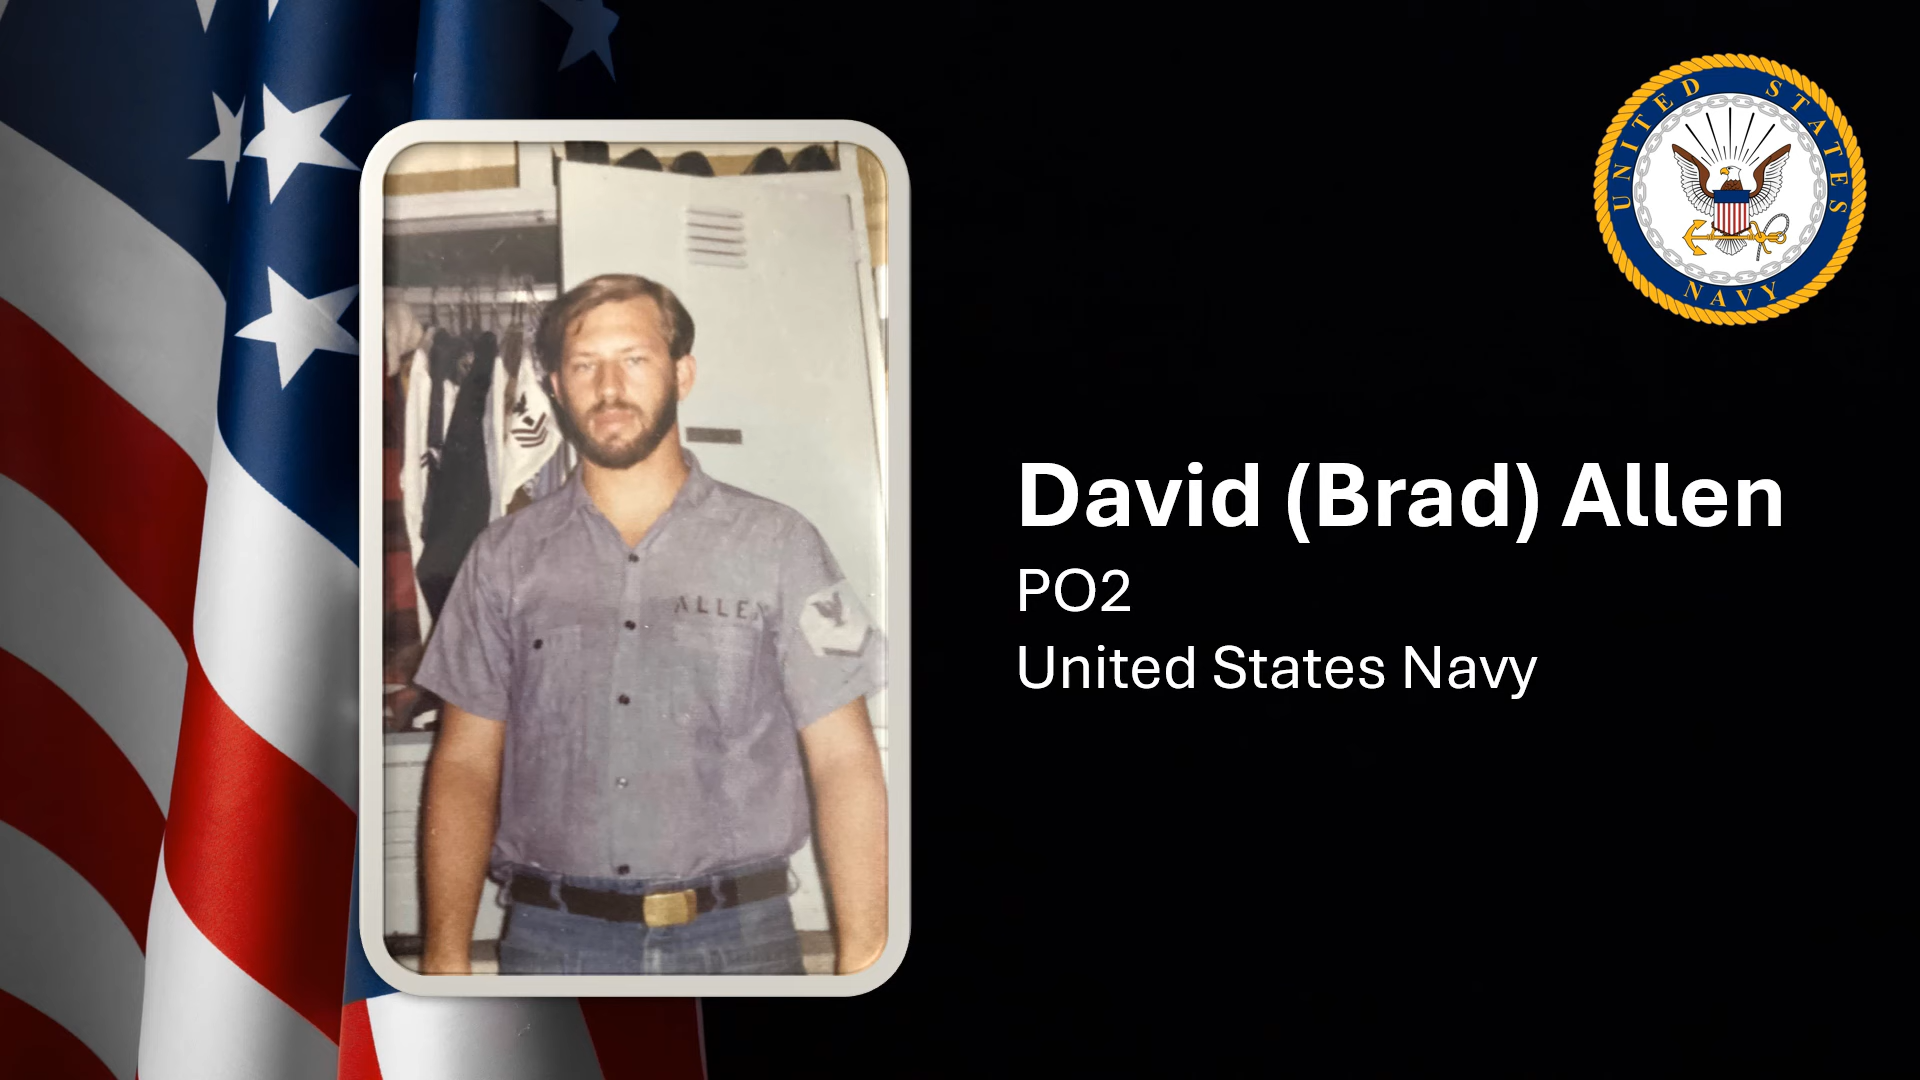 UNITED STATES
NAVY
ALLEN
David (Brad) Allen
PO2
United States Navy